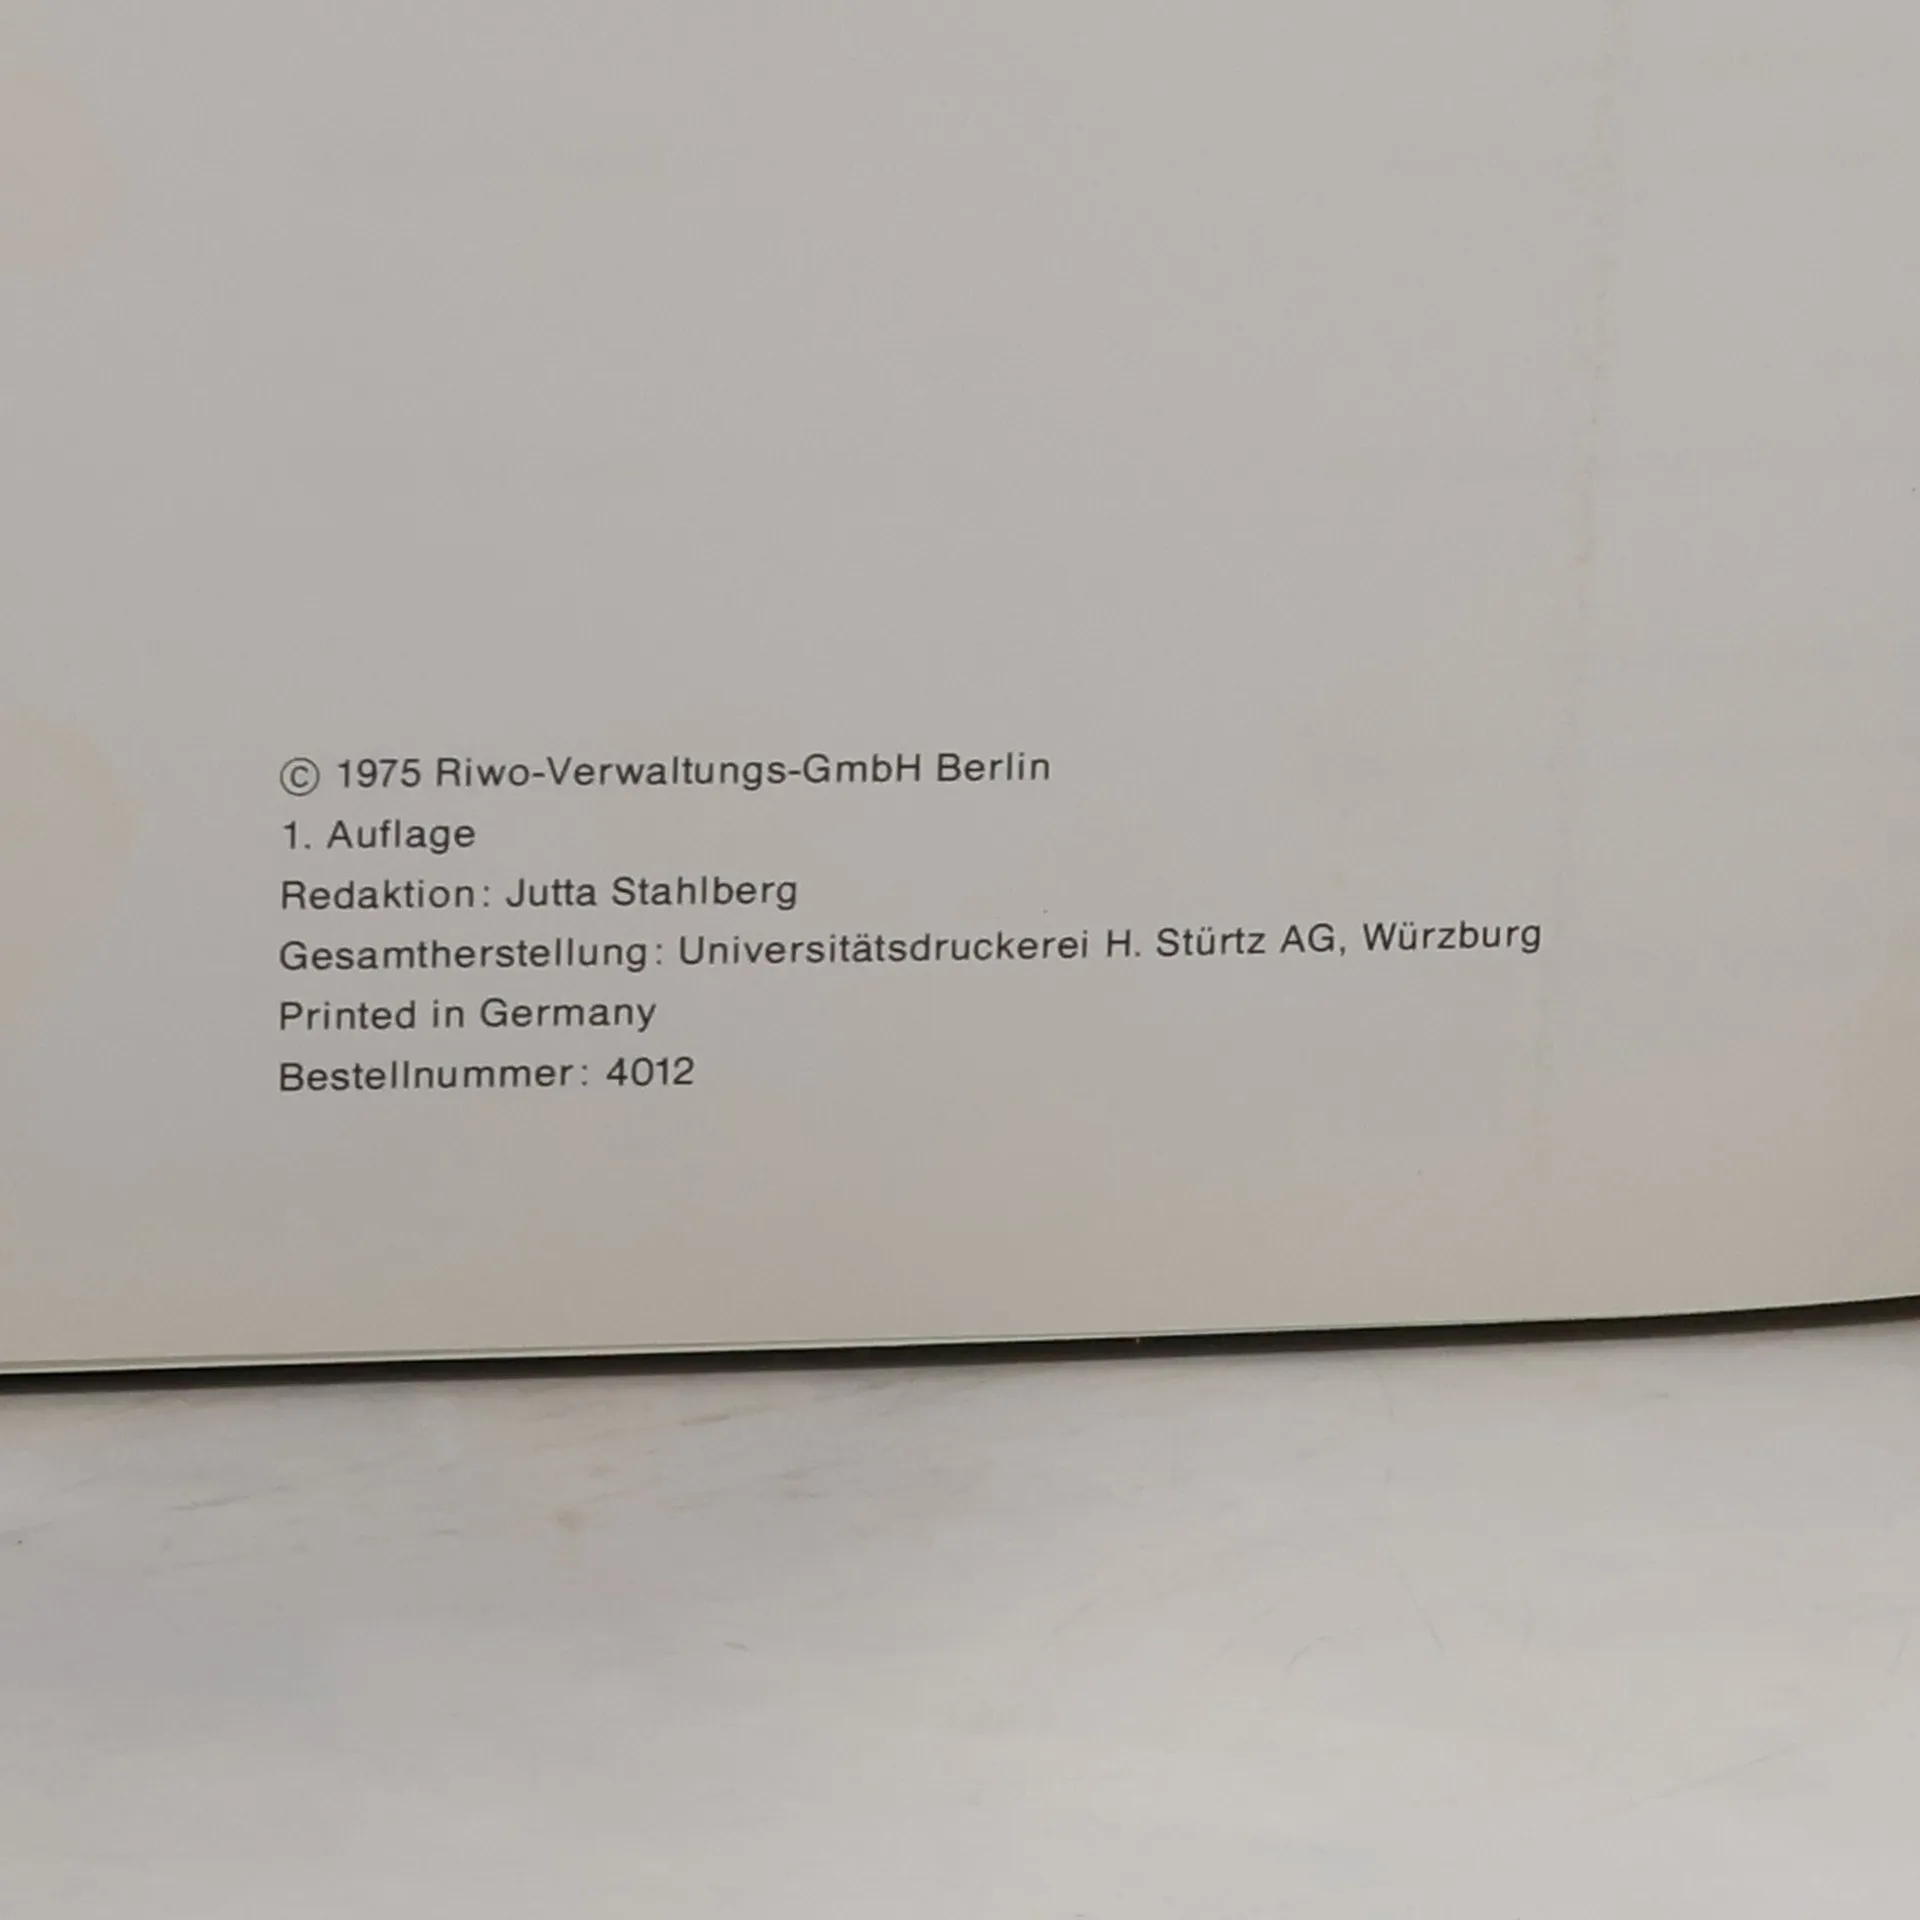 © 1975 Riwo-Verwaltungs-GmbH Berlin
1. Auflage
Redaktion: Jutta Stahlberg
Gesamtherstellung: Universitätsdruckerei H. Stürtz AG, Würzburg
Printed in Germany
Bestellnummer: 4012